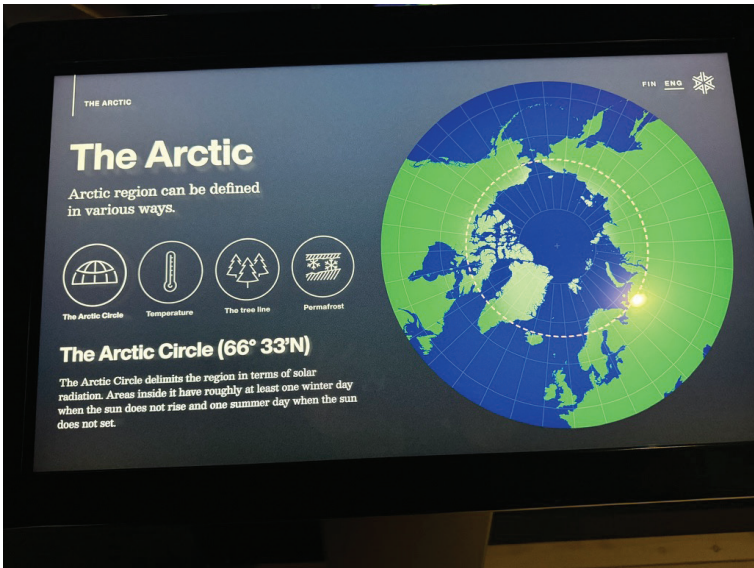 THE ARCTIC
FIN ENG
The Arctic
Arctic region can be defined
in various ways.
The Arctic Circle
Temperature
The tree line
Permafrost
The Arctic Circle (66° 33'N)
The Arctic Circle delimits the region in terms of solar
radiation. Areas inside it have roughly at least one winter day
when the sun does not rise and one summer day when the sun
does not set.